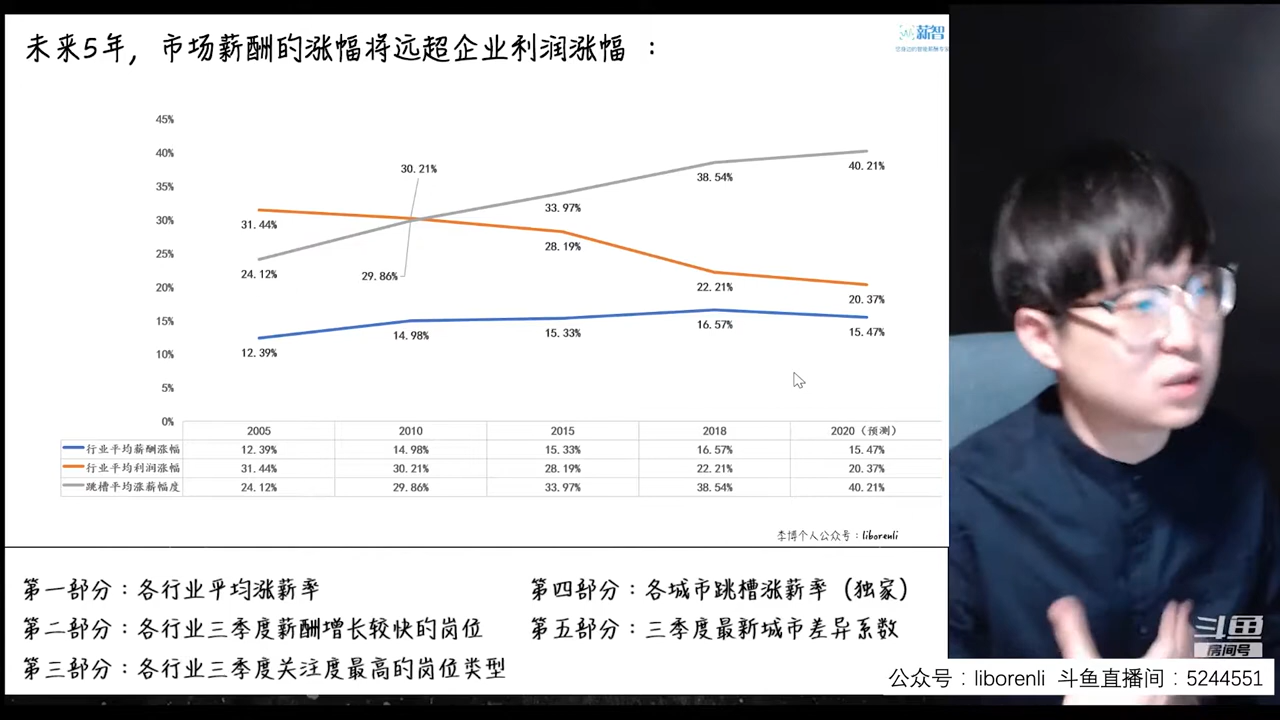 未来5年，市场薪酬的涨幅将远超企业利润涨幅：
薪智
45%
40%
35%
30%
25%
20%
15%
10%
5%
0%
30.21%
38.54%
40.21%
31.44%
33.97%
24.12%
29.86%
28.19%
22.21%
20.37%
12.39%
14.98%
15.33%
16.57%
15.47%
2005 2010 2015 2018 2020（预测）
行业平均薪酬涨幅 12.39% 14.98% 15.33% 16.57% 15.47%
行业平均利润涨幅 31.44% 30.21% 28.19% 22.21% 20.37%
跳槽平均涨薪幅度 24.12% 29.86% 33.97% 38.54% 40.21%
李博个人公众号：liborenli
第一部分：各行业平均涨薪率
第二部分：各行业三季度薪酬增长较快的岗位
第三部分：各行业三季度关注度最高的岗位类型
第四部分：各城市跳槽涨薪率（独家）
第五部分：三季度最新城市差异系数
斗鱼
房间号
公众号：liborenli 斗鱼直播间：5244551